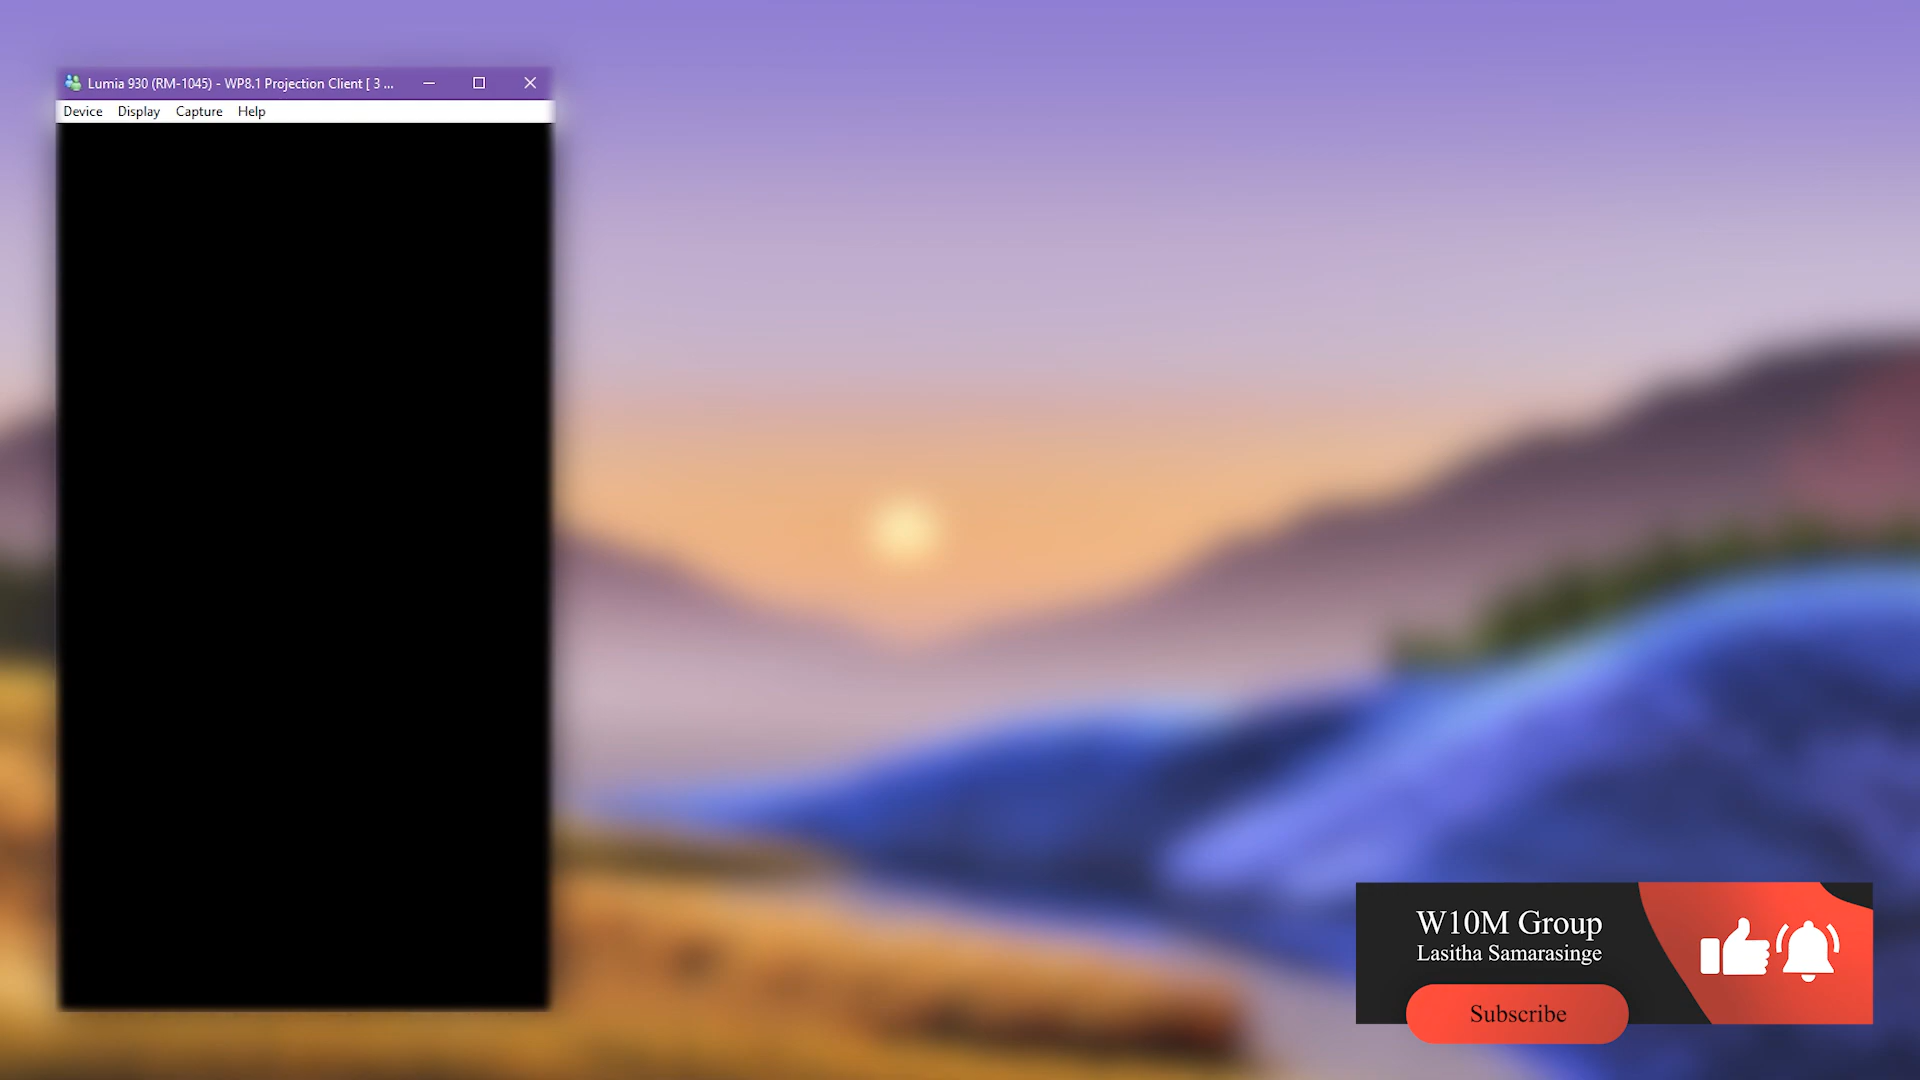 Lumia 930 (RM-1045) - WP8.1 Projection Client [ 3 ...
Device Display Capture Help
W10M Group
Lasitha Samarasinge
Subscribe